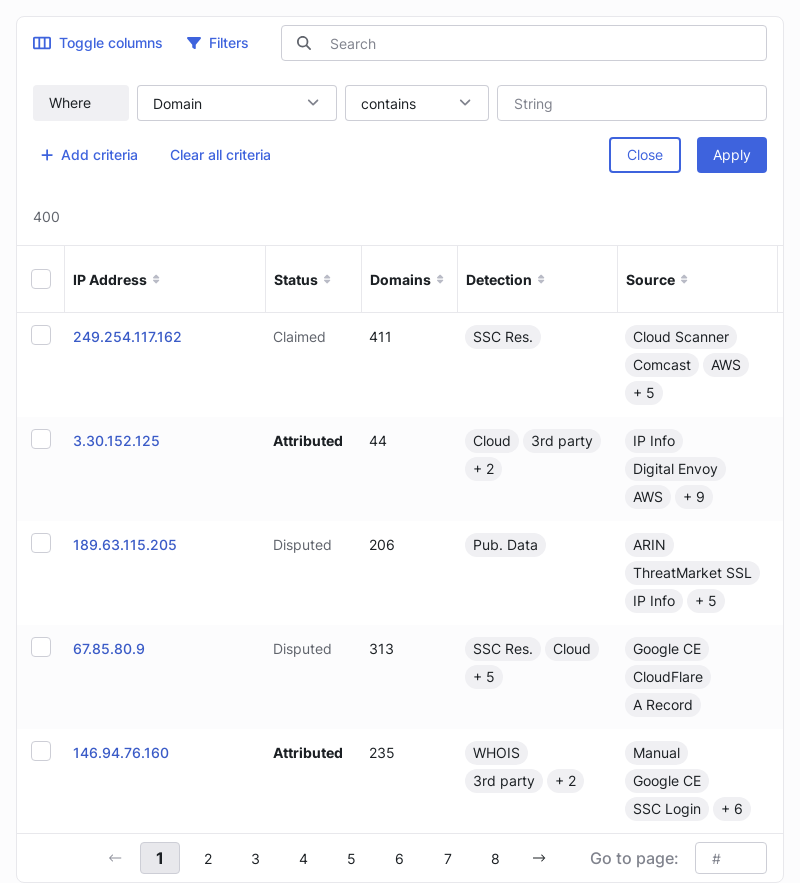 Toggle columns Filters Search
Where Domain contains String
+ Add criteria Clear all criteria Close Apply
400
IP Address Status Domains Detection Source
249.254.117.162 Claimed 411 SSC Res. Cloud Scanner
Comcast AWS
+ 5
3.30.152.125 Attributed 44 Cloud 3rd party IP Info
+ 2 Digital Envoy
AWS + 9
189.63.115.205 Disputed 206 Pub. Data ARIN
ThreatMarket SSL
IP Info + 5
67.85.80.9 Disputed 313 SSC Res. Cloud Google CE
+ 5 CloudFlare
A Record
146.94.76.160 Attributed 235 WHOIS Manual
3rd party + 2 Google CE
SSC Login + 6
← 1 2 3 4 5 6 7 8 → Go to page: #